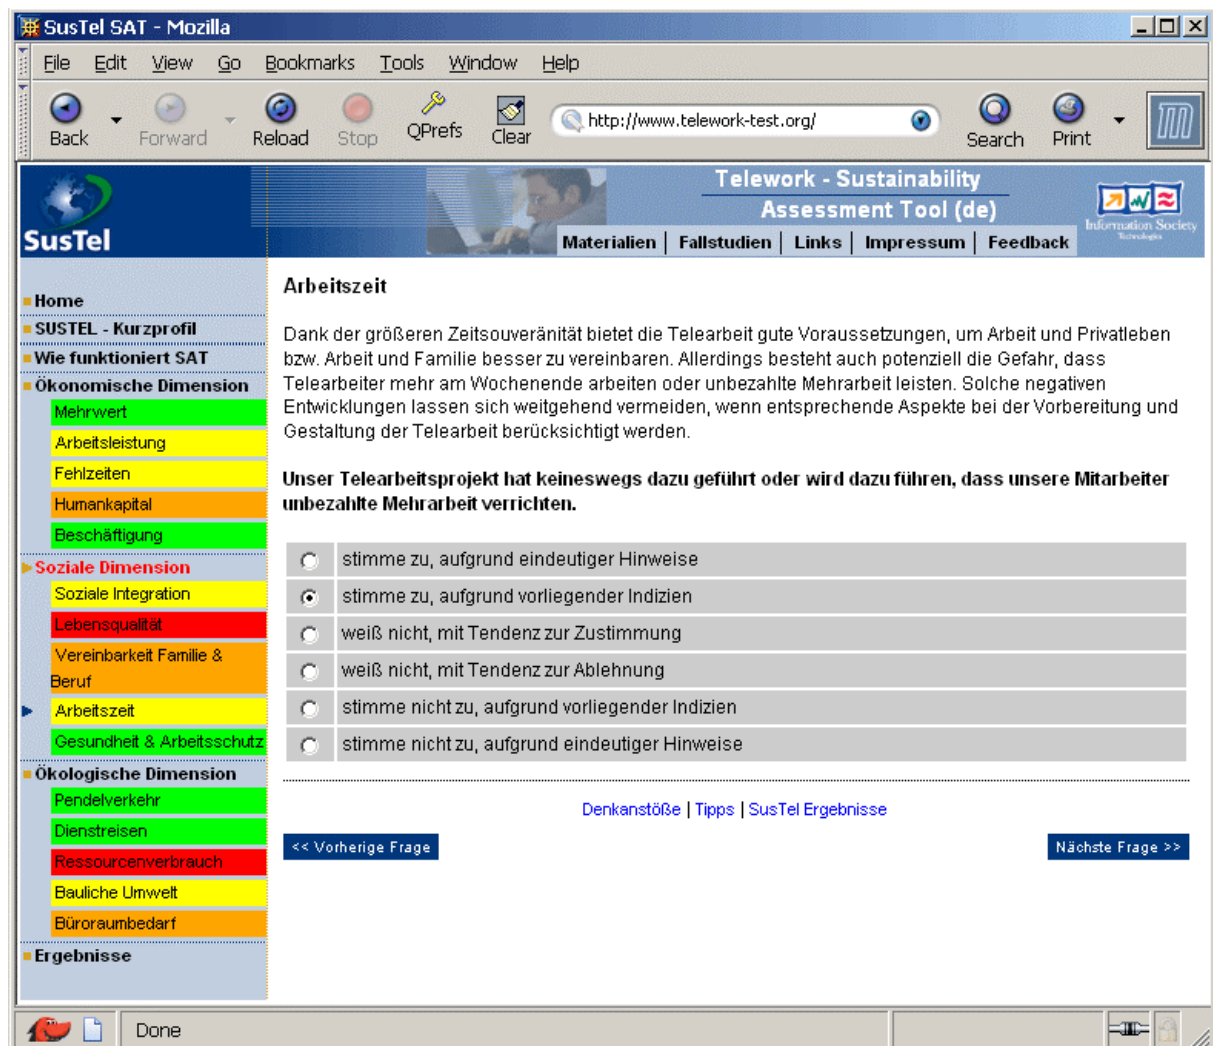 SusTel SAT - Mozilla
File Edit View Go Bookmarks Tools Window Help
Back Forward Reload Stop QPrefs Clear http://www.telework-test.org/ Search Print
SusTel
Telework - Sustainability
Assessment Tool (de)
Information Society
Technologies
Materialien | Fallstudien | Links | Impressum | Feedback
Home
SUSTEL - Kurzprofil
Wie funktioniert SAT
Ökonomische Dimension
Mehrwert
Arbeitsleistung
Fehlzeiten
Humankapital
Beschäftigung
Soziale Dimension
Soziale Integration
Lebensqualität
Vereinbarkeit Familie &
Beruf
Arbeitszeit
Gesundheit & Arbeitsschutz
Ökologische Dimension
Pendelverkehr
Dienstreisen
Ressourcenverbrauch
Bauliche Umwelt
Büroraumbedarf
Ergebnisse
Arbeitszeit
Dank der größeren Zeitsouveränität bietet die Telearbeit gute Voraussetzungen, um Arbeit und Privatleben
bzw. Arbeit und Familie besser zu vereinbaren. Allerdings besteht auch potenziell die Gefahr, dass
Telearbeiter mehr am Wochenende arbeiten oder unbezahlte Mehrarbeit leisten. Solche negativen
Entwicklungen lassen sich weitgehend vermeiden, wenn entsprechende Aspekte bei der Vorbereitung und
Gestaltung der Telearbeit berücksichtigt werden.
Unser Telearbeitsprojekt hat keineswegs dazu geführt oder wird dazu führen, dass unsere Mitarbeiter
unbezahlte Mehrarbeit verrichten.
stimme zu, aufgrund eindeutiger Hinweise
stimme zu, aufgrund vorliegender Indizien
weiß nicht, mit Tendenz zur Zustimmung
weiß nicht, mit Tendenz zur Ablehnung
stimme nicht zu, aufgrund vorliegender Indizien
stimme nicht zu, aufgrund eindeutiger Hinweise
Denkanstöße | Tipps | SusTel Ergebnisse
<< Vorherige Frage
Nächste Frage >>
Done